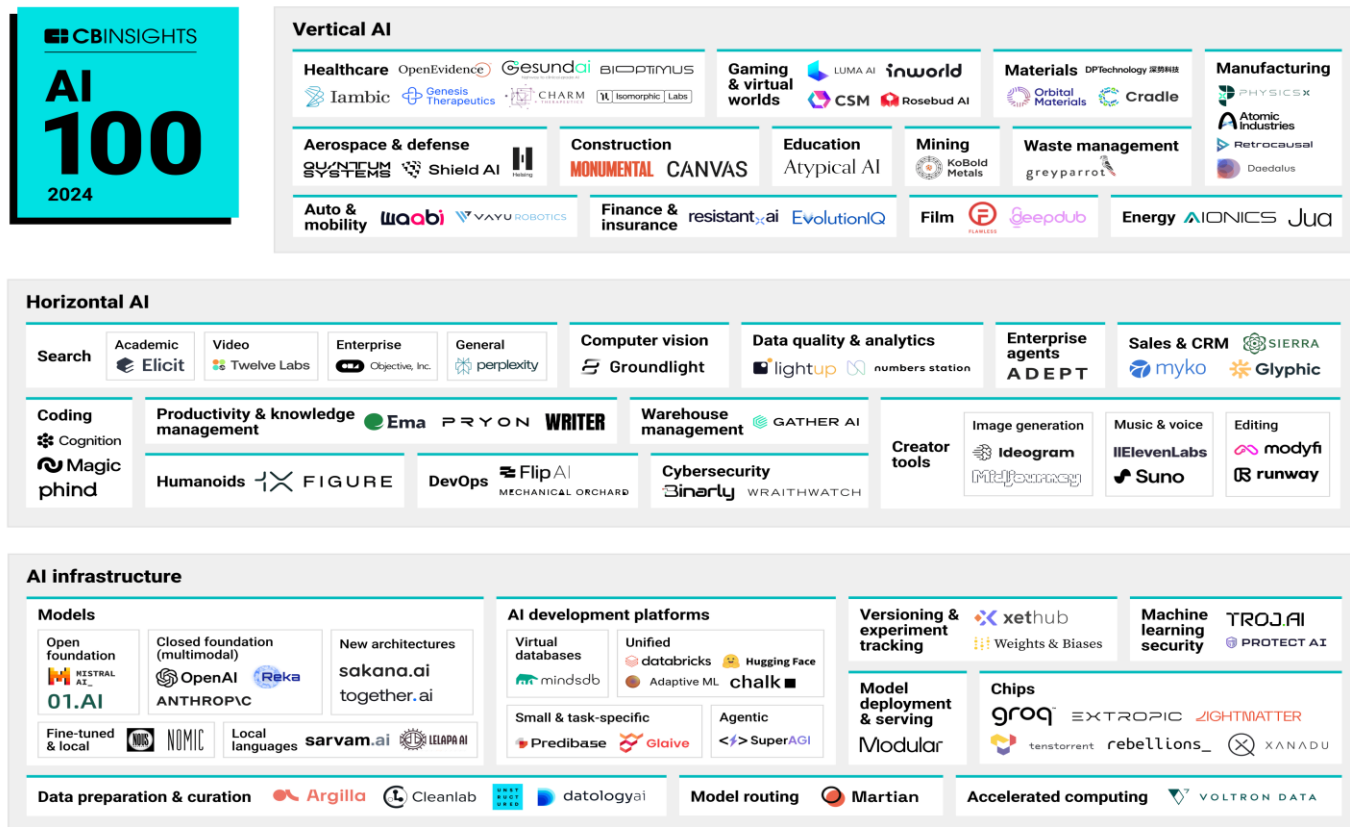 CBINSIGHTS
AI
100
2024
Vertical AI
Healthcare OpenEvidence Gesundai BIOPTIMUS
Iambic Genesis Therapeutics CHARM THERAPEUTICS Isomorphic Labs
Gaming & virtual worlds
LUMA AI inworld
CSM Rosebud AI
Materials DPTechnology 深势科技
Orbital Materials Cradle
Manufacturing
PHYSICSX
Atomic Industries
Retrocausal
Daedalus
Aerospace & defense
QUANTUM SYSTEMS Shield AI Helsing
Construction
MONUMENTAL CANVAS
Education
Atypical AI
Mining
KoBold Metals
Waste management
greyparrot
Auto & mobility waabi VAYU ROBOTICS
Finance & insurance resistant.ai EvolutionIQ
Film FLAWLESS deepdub
Energy AIONICS Jua
Horizontal AI
Search
Academic
Elicit
Video
Twelve Labs
Enterprise
Objective, Inc.
General
perplexity
Computer vision
Groundlight
Data quality & analytics
lightup numbers station
Enterprise agents
ADEPT
Sales & CRM SIERRA
myko Glyphic
Coding
Cognition
Magic
phind
Productivity & knowledge management Ema PRYON WRITER
Warehouse management GATHER AI
Humanoids 1X FIGURE
DevOps FlipAI
MECHANICAL ORCHARD
Cybersecurity
Binarly WRAITHWATCH
Creator tools
Image generation
Ideogram
Midjourney
Music & voice
IIElevenLabs
Suno
Editing
modyfi
runway
AI infrastructure
Models
Open foundation
MISTRAL AI_
01.AI
Closed foundation (multimodal)
OpenAI Reka
ANTHROP\C
New architectures
sakana.ai
together.ai
Fine-tuned & local NOUS NOMIC
Local languages sarvam.ai LELAPA AI
AI development platforms
Virtual databases
mindsdb
Unified
databricks Hugging Face
Adaptive ML chalk
Small & task-specific
Predibase Glaive
Agentic
SuperAGI
Versioning & experiment tracking
xethub
Weights & Biases
Machine learning security
TROJ.AI
PROTECT AI
Model deployment & serving
Modular
Chips
groq EXTROPIC LIGHTMATTER
tenstorrent rebellions_ XANADU
Data preparation & curation Argilla Cleanlab UNSTRUCTURED datologyai
Model routing Martian
Accelerated computing VOLTRON DATA